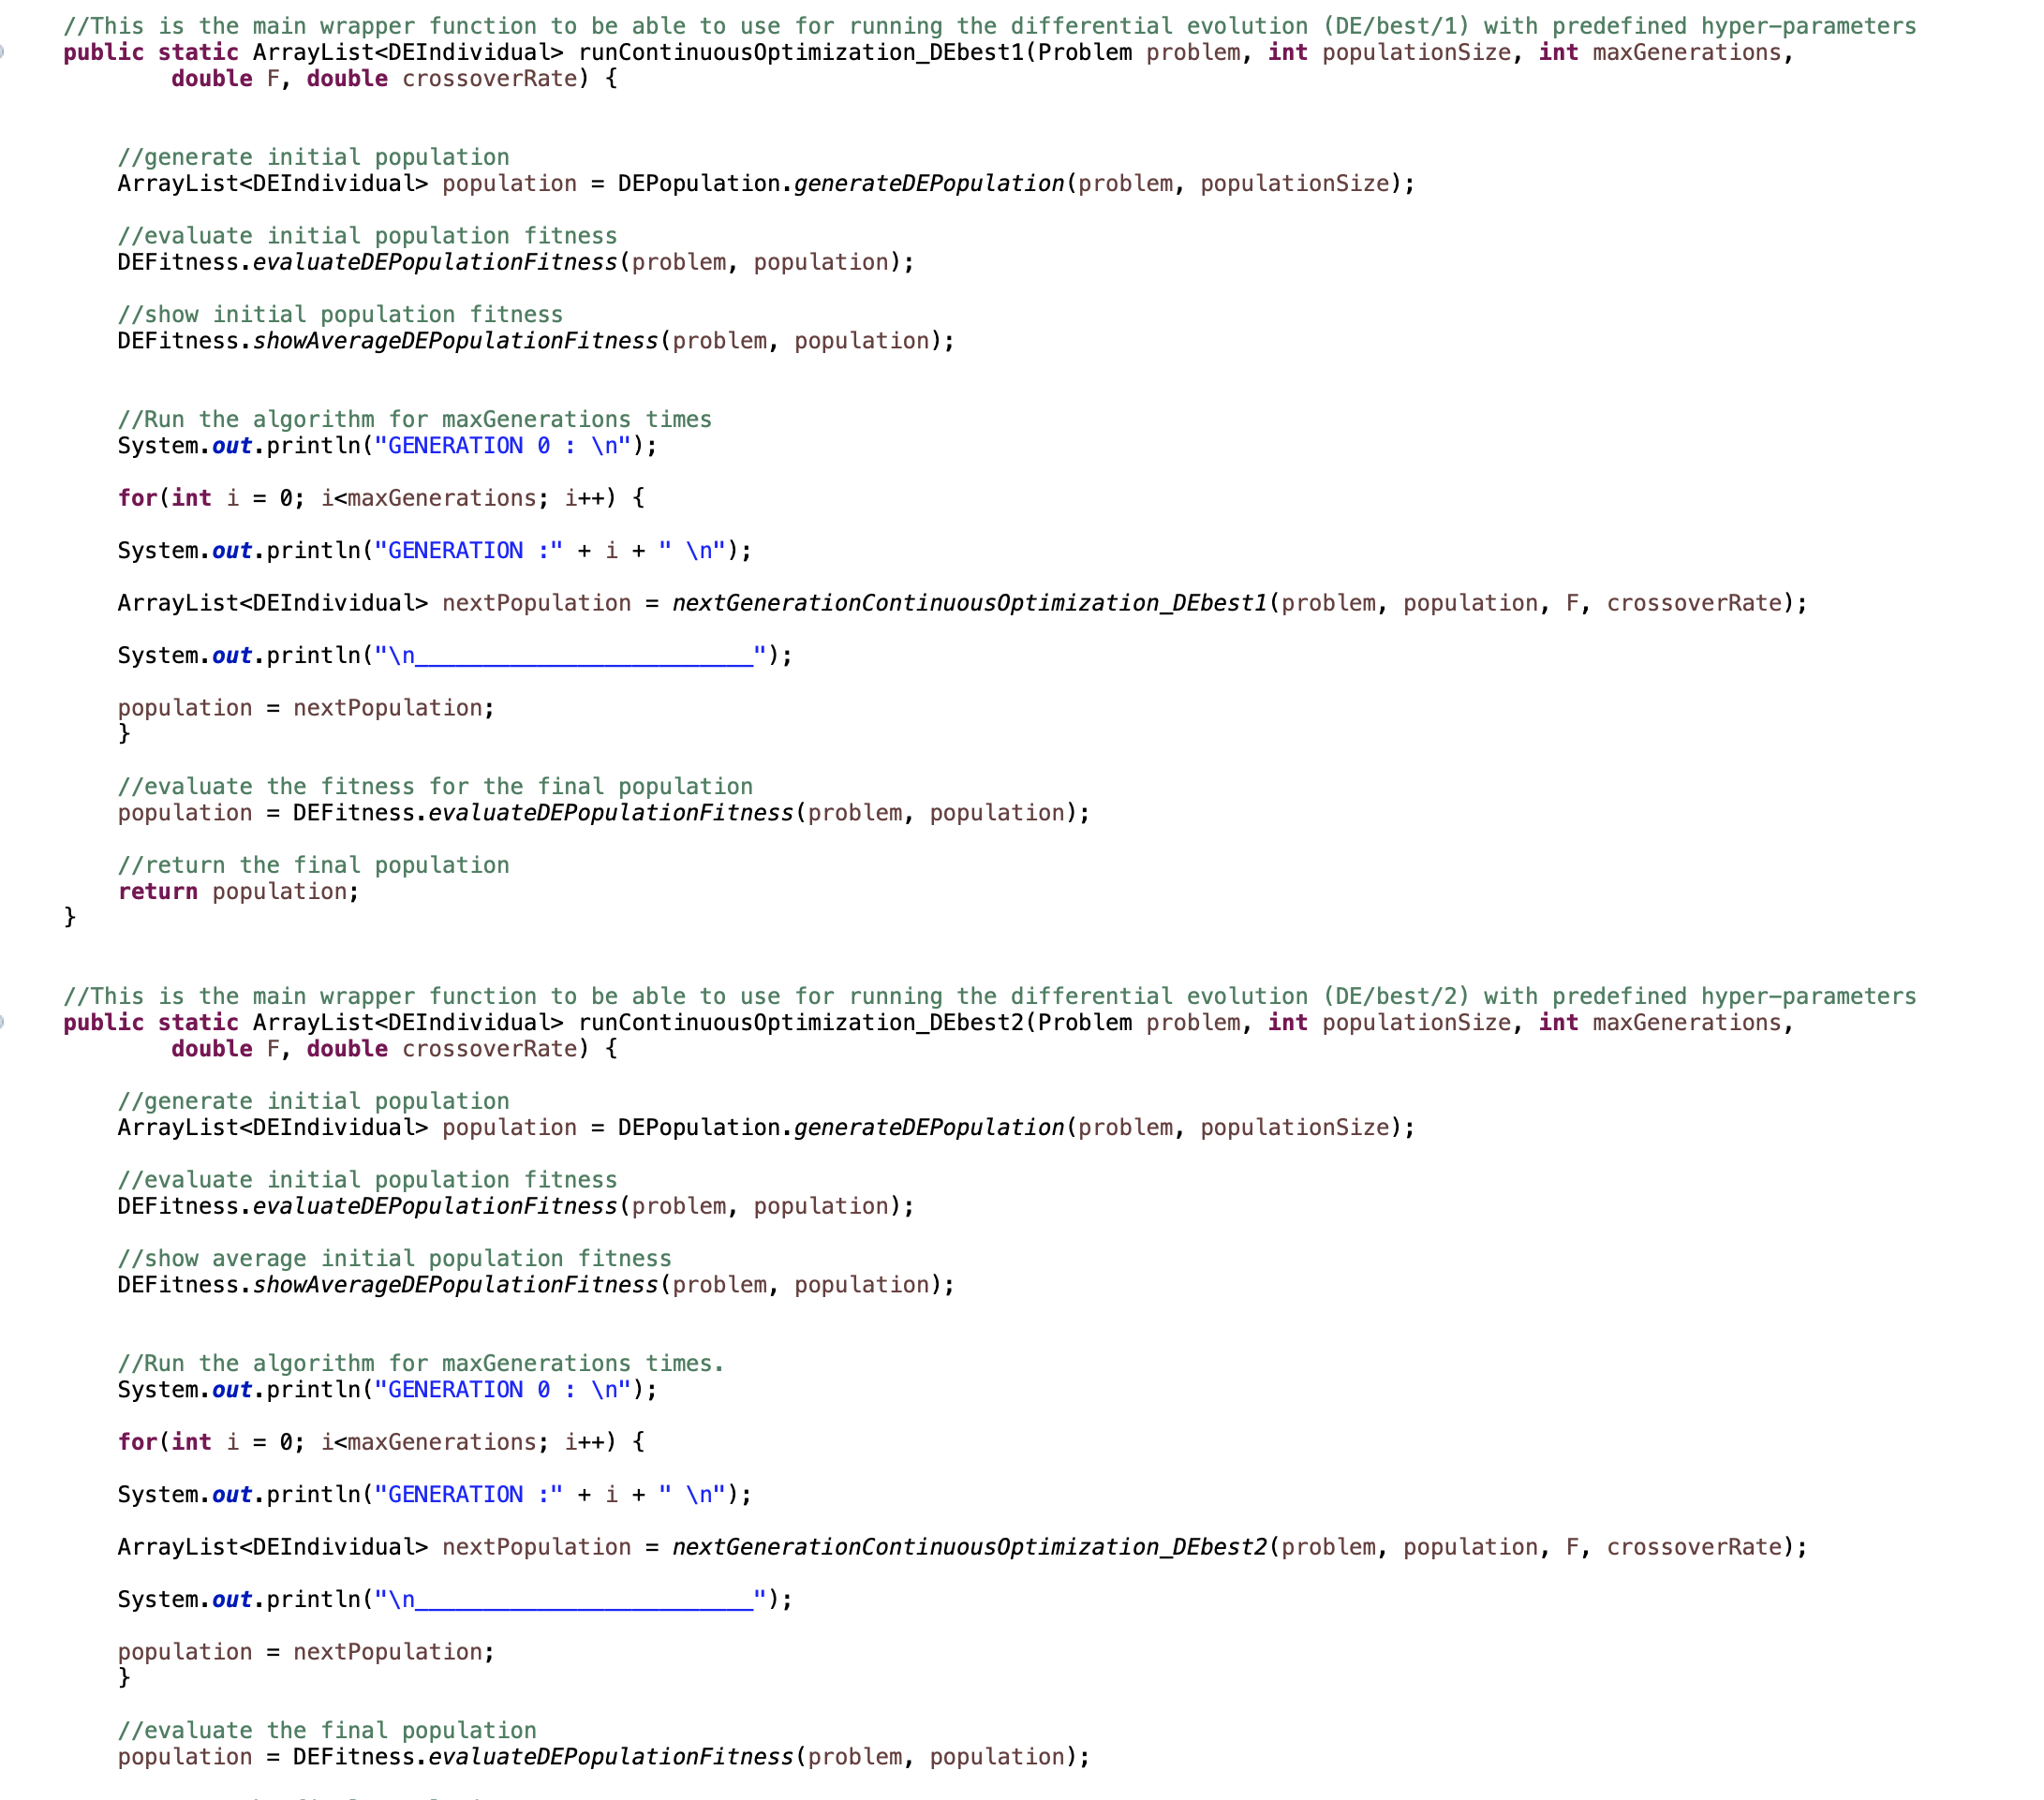 //This is the main wrapper function to be able to use for running the differential evolution (DE/best/1) with predefined hyper-parameters
public static ArrayList<DEIndividual> runContinuousOptimization_DEbest1(Problem problem, int populationSize, int maxGenerations,
double F, double crossoverRate) {
//generate initial population
ArrayList<DEIndividual> population = DEPopulation.generateDEPopulation(problem, populationSize);
//evaluate initial population fitness
DEFitness.evaluateDEPopulationFitness(problem, population);
//show initial population fitness
DEFitness.showAverageDEPopulationFitness(problem, population);
//Run the algorithm for maxGenerations times
System.out.println("GENERATION 0 : \n");
for(int i = 0; i<maxGenerations; i++) {
System.out.println("GENERATION :" + i + " \n");
ArrayList<DEIndividual> nextPopulation = nextGenerationContinuousOptimization_DEbest1(problem, population, F, crossoverRate);
System.out.println("\n_________________________");
population = nextPopulation;
}
//evaluate the fitness for the final population
population = DEFitness.evaluateDEPopulationFitness(problem, population);
//return the final population
return population;
}
//This is the main wrapper function to be able to use for running the differential evolution (DE/best/2) with predefined hyper-parameters
public static ArrayList<DEIndividual> runContinuousOptimization_DEbest2(Problem problem, int populationSize, int maxGenerations,
double F, double crossoverRate) {
//generate initial population
ArrayList<DEIndividual> population = DEPopulation.generateDEPopulation(problem, populationSize);
//evaluate initial population fitness
DEFitness.evaluateDEPopulationFitness(problem, population);
//show average initial population fitness
DEFitness.showAverageDEPopulationFitness(problem, population);
//Run the algorithm for maxGenerations times.
System.out.println("GENERATION 0 : \n");
for(int i = 0; i<maxGenerations; i++) {
System.out.println("GENERATION :" + i + " \n");
ArrayList<DEIndividual> nextPopulation = nextGenerationContinuousOptimization_DEbest2(problem, population, F, crossoverRate);
System.out.println("\n_________________________");
population = nextPopulation;
}
//evaluate the final population
population = DEFitness.evaluateDEPopulationFitness(problem, population);